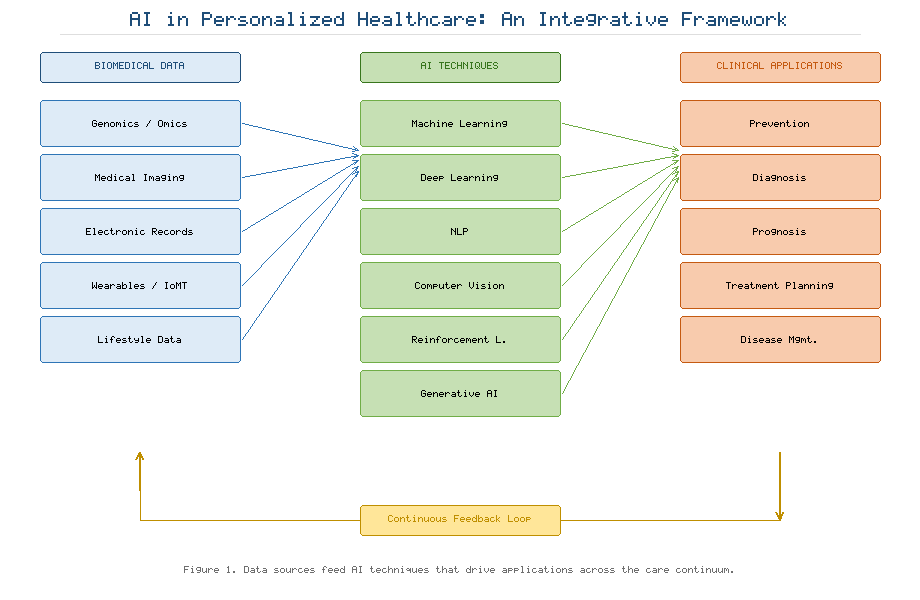 AI in Personalized Healthcare: An Integrative Framework
BIOMEDICAL DATA
AI TECHNIQUES
CLINICAL APPLICATIONS
Genomics / Omics
Machine Learning
Prevention
Medical Imaging
Deep Learning
Diagnosis
Electronic Records
NLP
Prognosis
Wearables / IoMT
Computer Vision
Treatment Planning
Lifestyle Data
Reinforcement L.
Disease Mgmt.
Generative AI
Continuous Feedback Loop
Figure 1. Data sources feed AI techniques that drive applications across the care continuum.